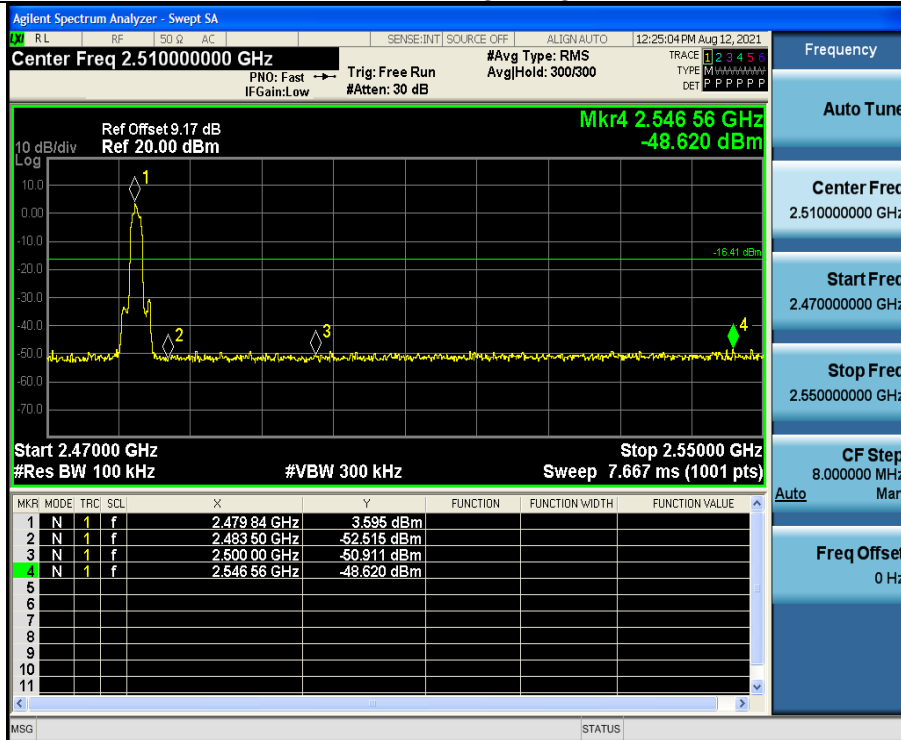 Agilent Spectrum Analyzer - Swept SA
LXI RL RF 50 Ω AC SENSE:INT SOURCE OFF ALIGN AUTO 12:25:04 PM Aug 12, 2021
Center Freq 2.510000000 GHz
PNO: Fast
IFGain:Low
Trig: Free Run
#Atten: 30 dB
#Avg Type: RMS
Avg|Hold: 300/300
TRACE 1 2 3 4 5 6
TYPE M
DET P P P P P P
Ref Offset 9.17 dB
Ref 20.00 dBm
10 dB/div
Log
Mkr4 2.546 56 GHz
-48.620 dBm
10.0
0.00
-10.0
-20.0
-30.0
-40.0
-50.0
-60.0
-70.0
-16.41 dBm
1
2
3
4
Start 2.47000 GHz
Stop 2.55000 GHz
#Res BW 100 kHz #VBW 300 kHz Sweep 7.667 ms (1001 pts)
MKR MODE TRC SCL X Y FUNCTION FUNCTION WIDTH FUNCTION VALUE
1 N 1 f 2.479 84 GHz 3.595 dBm
2 N 1 f 2.483 50 GHz -52.515 dBm
3 N 1 f 2.500 00 GHz -50.911 dBm
4 N 1 f 2.546 56 GHz -48.620 dBm
5
6
7
8
9
10
11
MSG STATUS
Frequency
Auto Tune
Center Freq
2.510000000 GHz
Start Freq
2.470000000 GHz
Stop Freq
2.550000000 GHz
CF Step
8.000000 MHz
Auto Man
Freq Offset
0 Hz